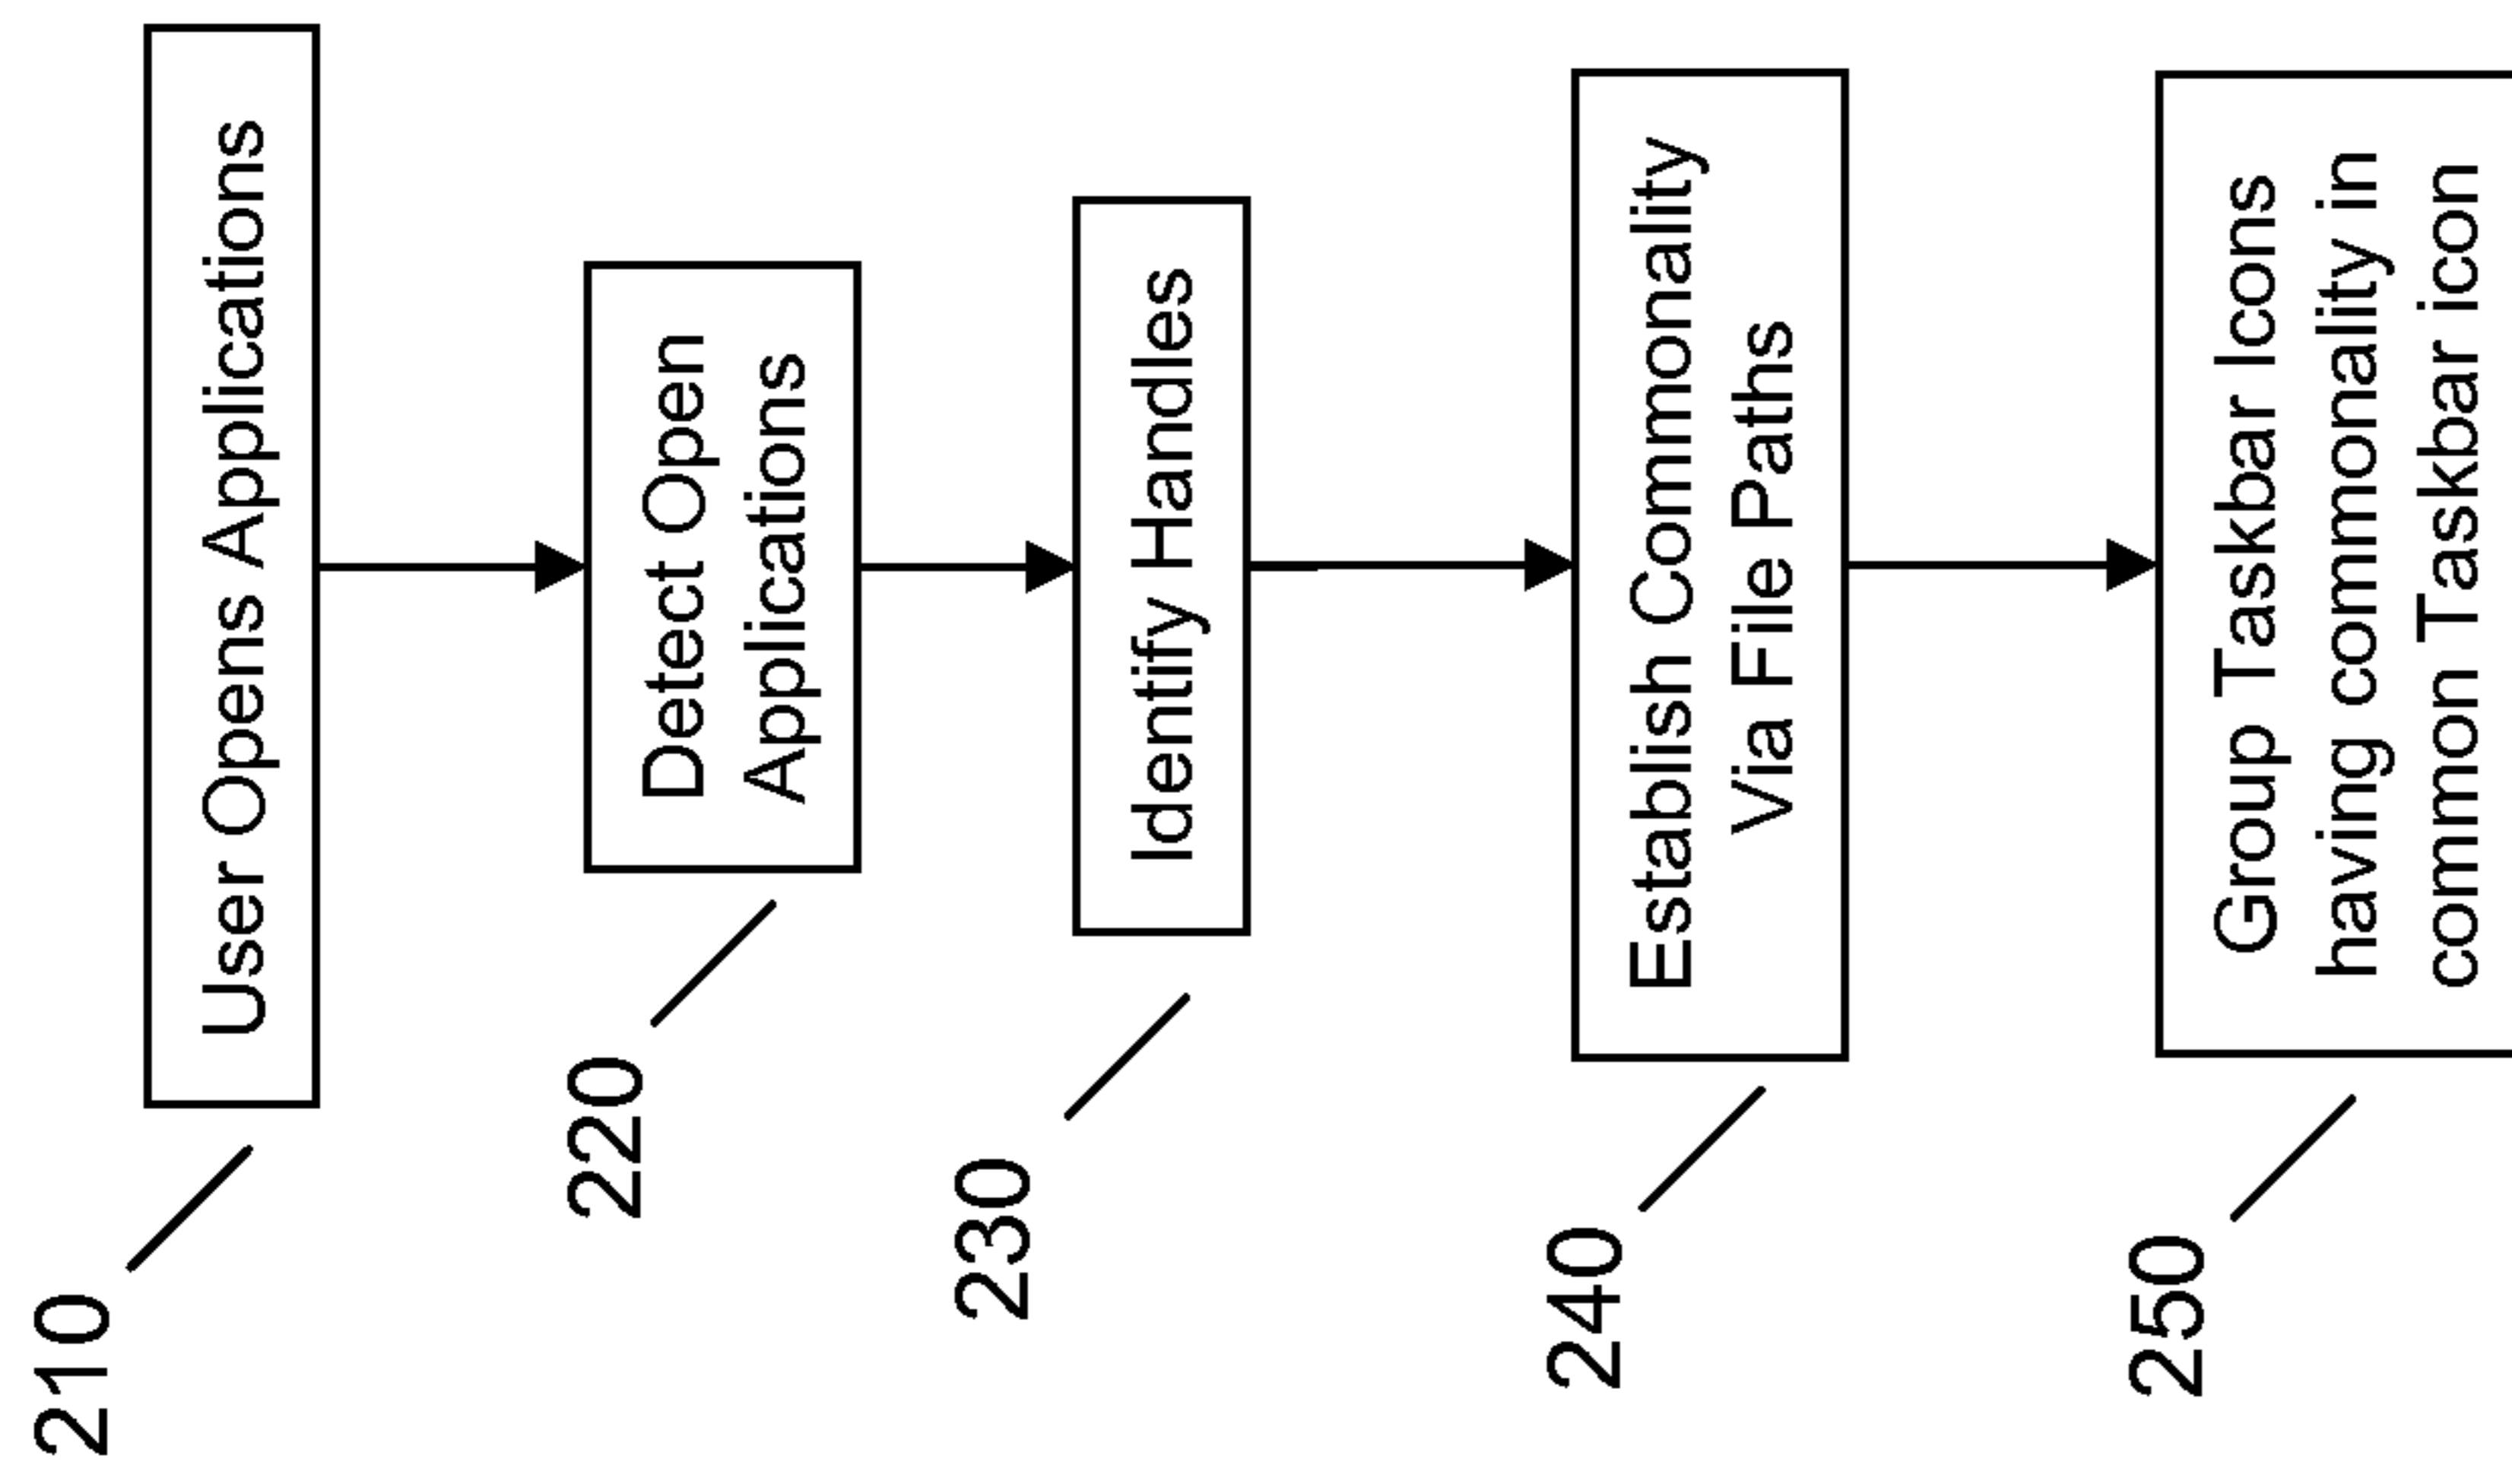 210
User Opens Applications
220
Detect Open
Applications
230
Identify Handles
240
Establish Commonality
Via File Paths
250
Group Taskbar Icons
having commonality in
common Taskbar icon